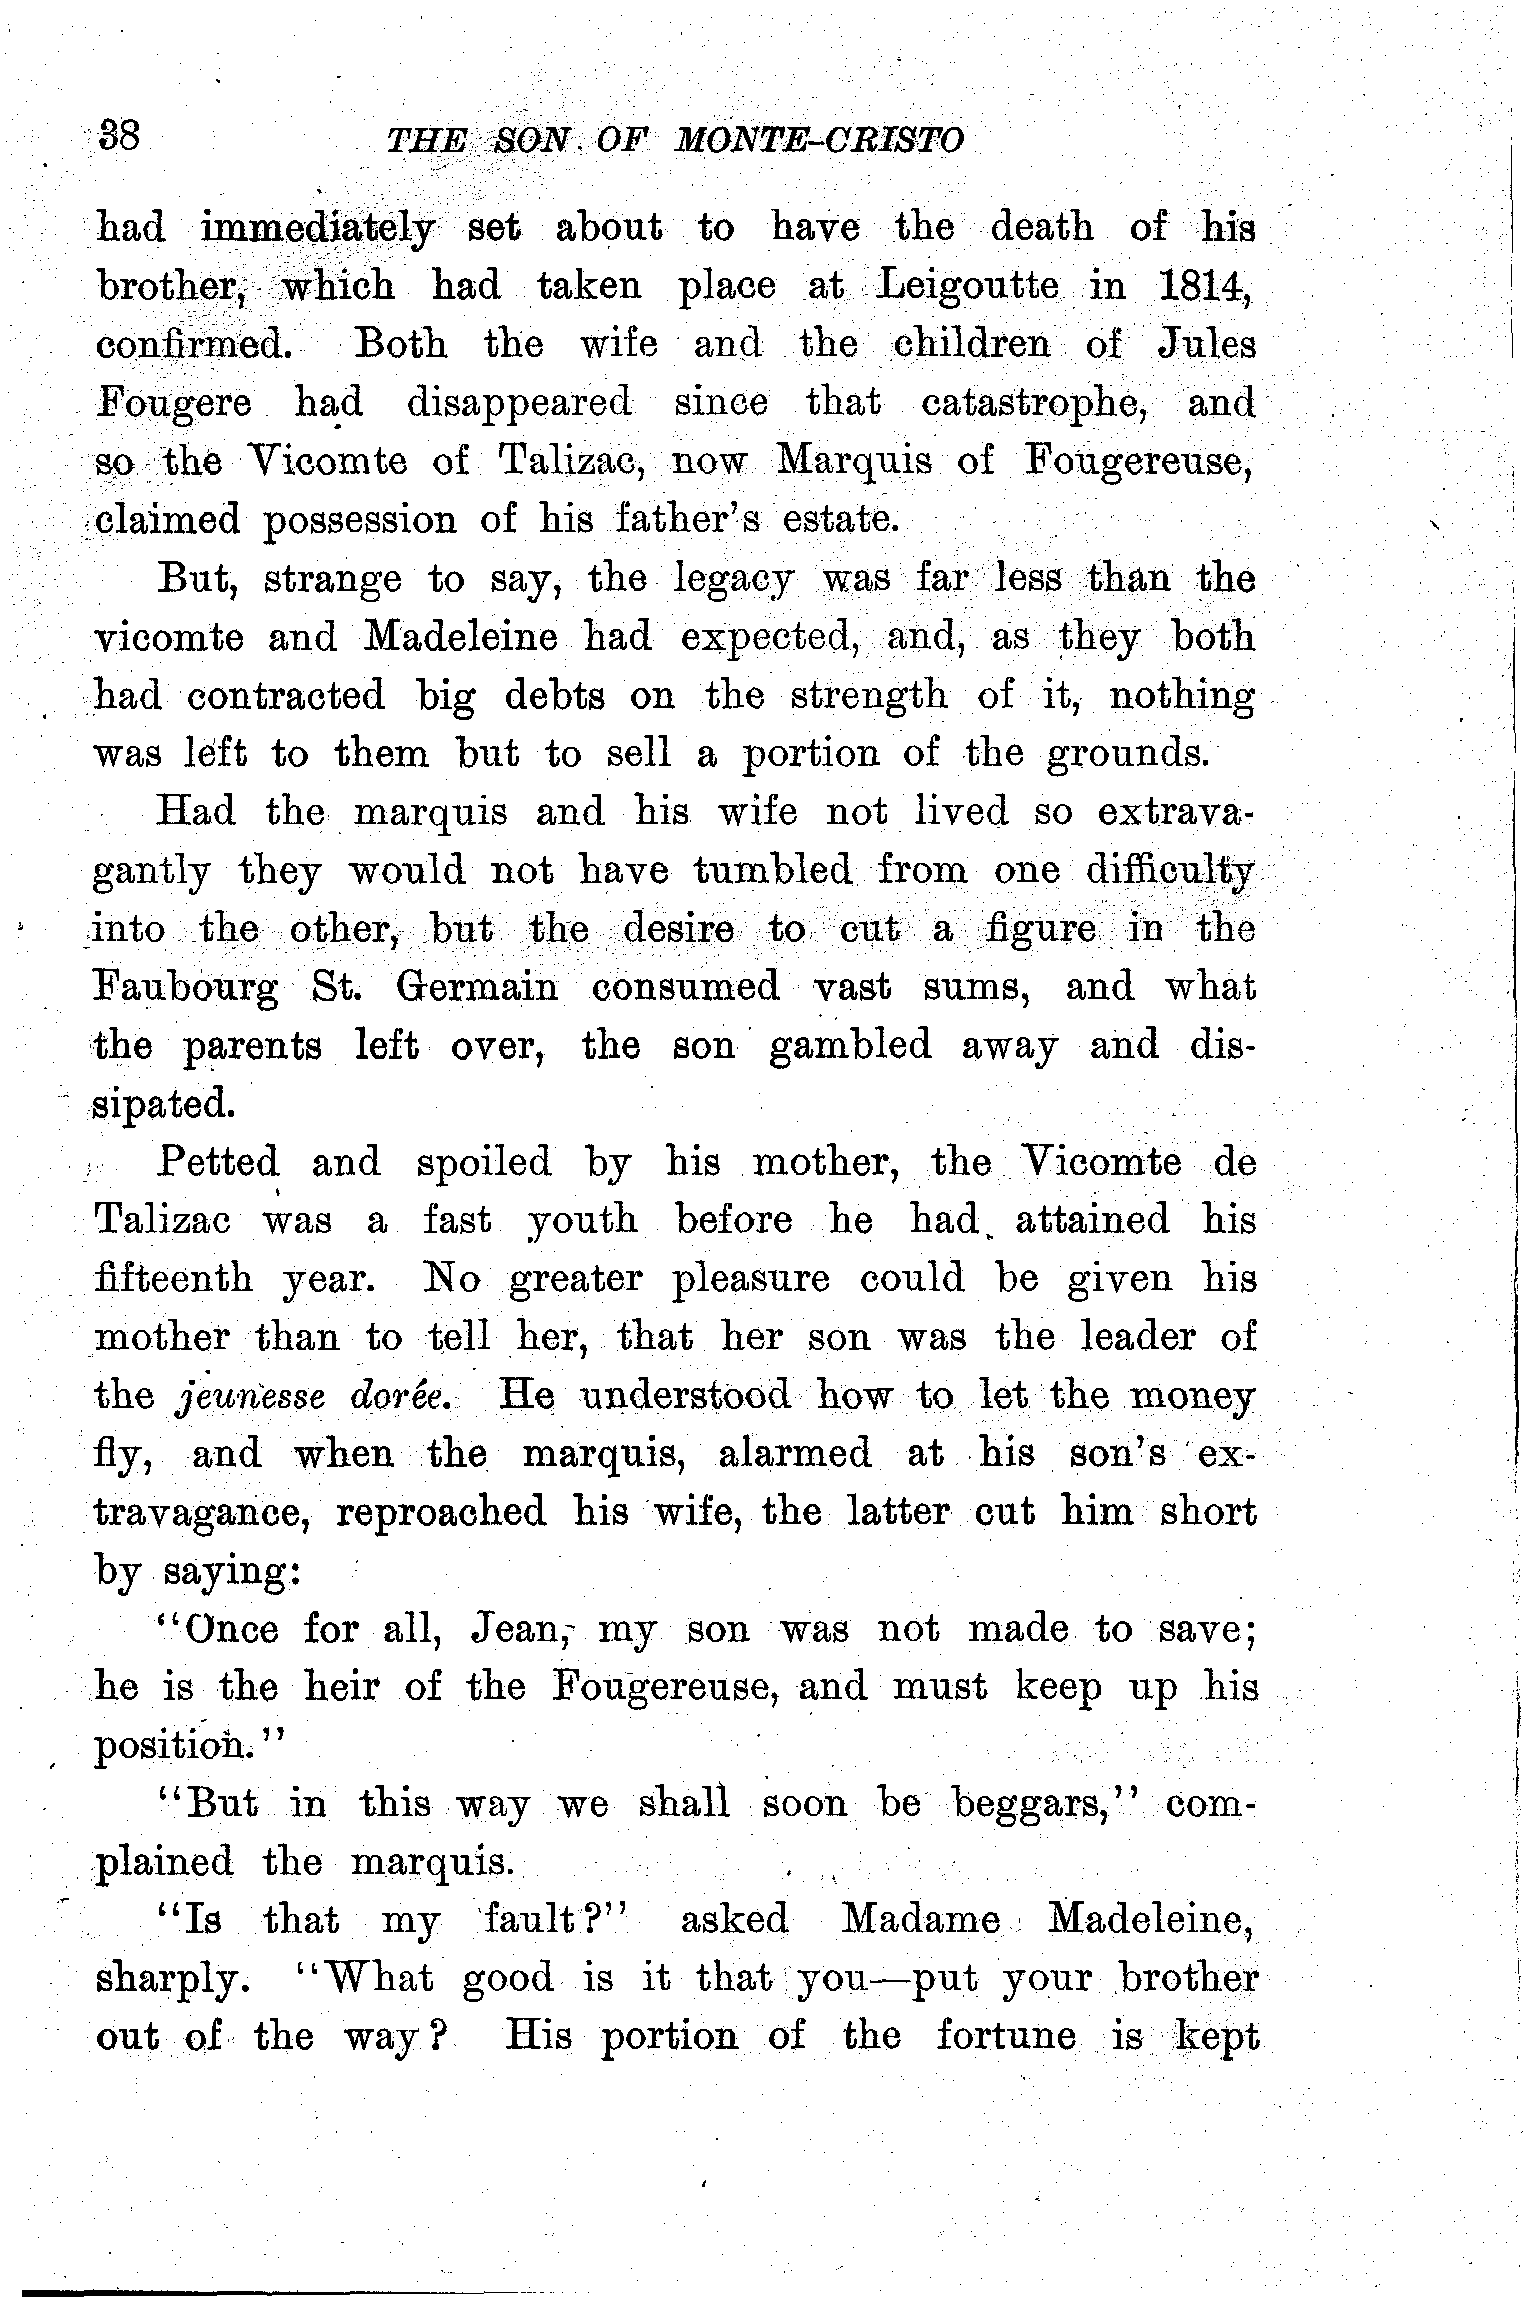 38 THE SON OF MONTE-CRISTO
had immediately set about to have the death of his
brother, which had taken place at Leigoutte in 1814,
confirmed. Both the wife and the children of Jules
Fougere had disappeared since that catastrophe, and
so the Vicomte of Talizac, now Marquis of Fougereuse,
claimed possession of his father's estate.
But, strange to say, the legacy was far less than the
vicomte and Madeleine had expected, and, as they both
had contracted big debts on the strength of it, nothing
was left to them but to sell a portion of the grounds.
Had the marquis and his wife not lived so extrava-
gantly they would not have tumbled from one difficulty
into the other, but the desire to cut a figure in the
Faubourg St. Germain consumed vast sums, and what
the parents left over, the son gambled away and dis-
sipated.
Petted and spoiled by his mother, the Vicomte de
Talizac was a fast youth before he had attained his
fifteenth year. No greater pleasure could be given his
mother than to tell her, that her son was the leader of
the jeunesse dorée. He understood how to let the money
fly, and when the marquis, alarmed at his son's ex-
travagance, reproached his wife, the latter cut him short
by saying:
"Once for all, Jean, my son was not made to save;
he is the heir of the Fougereuse, and must keep up his
position."
"But in this way we shall soon be beggars," com-
plained the marquis.
"Is that my fault?" asked Madame Madeleine,
sharply. "What good is it that you—put your brother
out of the way? His portion of the fortune is kept